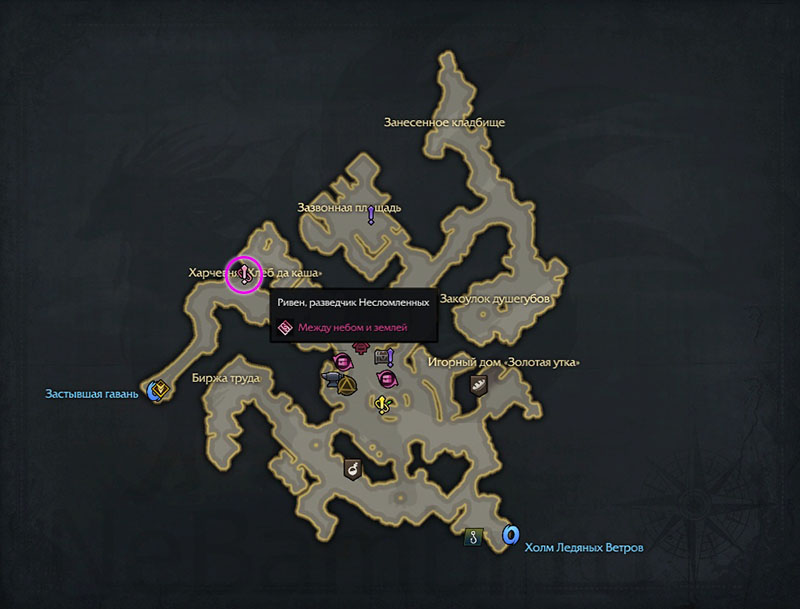 Занесенное кладбище
Зазвонная площадь
Харчевня «Хлеб да каша»
Ривен, разведчик Несломленных
Между небом и землей
Закоулок душегубов
Игорный дом «Золотая утка»
Биржа труда
Застывшая гавань
Холм Ледяных Ветров